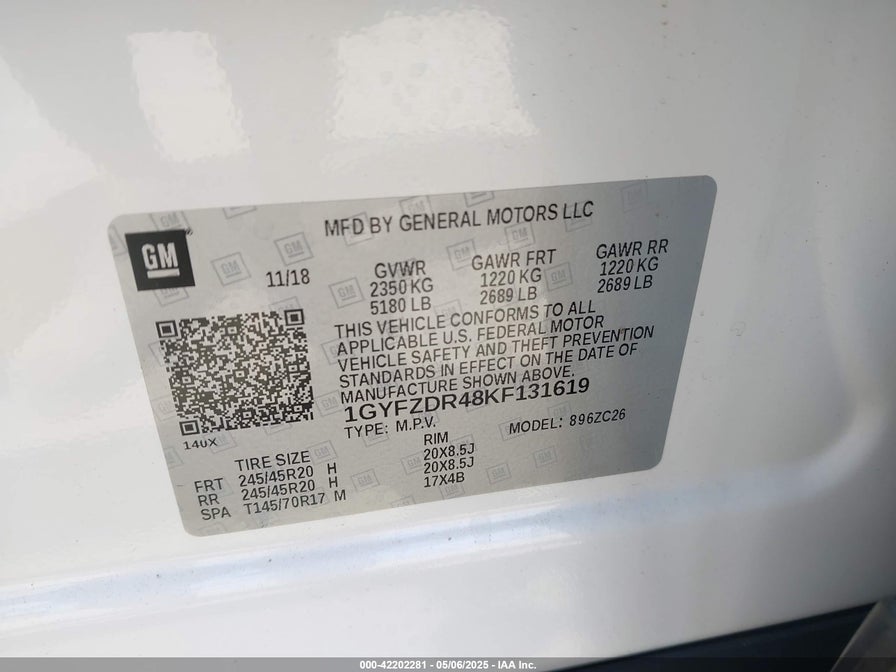 MFD BY GENERAL MOTORS LLC
GM
11/18
GVWR
2350 KG
5180 LB
GAWR FRT
1220 KG
2689 LB
GAWR RR
1220 KG
2689 LB
THIS VEHICLE CONFORMS TO ALL
APPLICABLE U.S. FEDERAL MOTOR
VEHICLE SAFETY AND THEFT PREVENTION
STANDARDS IN EFFECT ON THE DATE OF
MANUFACTURE SHOWN ABOVE.
1GYFZDR48KF131619
TYPE: M.P.V. MODEL: 896ZC26
140X
TIRE SIZE RIM
FRT 245/45R20 H 20X8.5J
RR 245/45R20 H 20X8.5J
SPA T145/70R17 M 17X4B
000-42202281 - 05/06/2025 - IAA Inc.